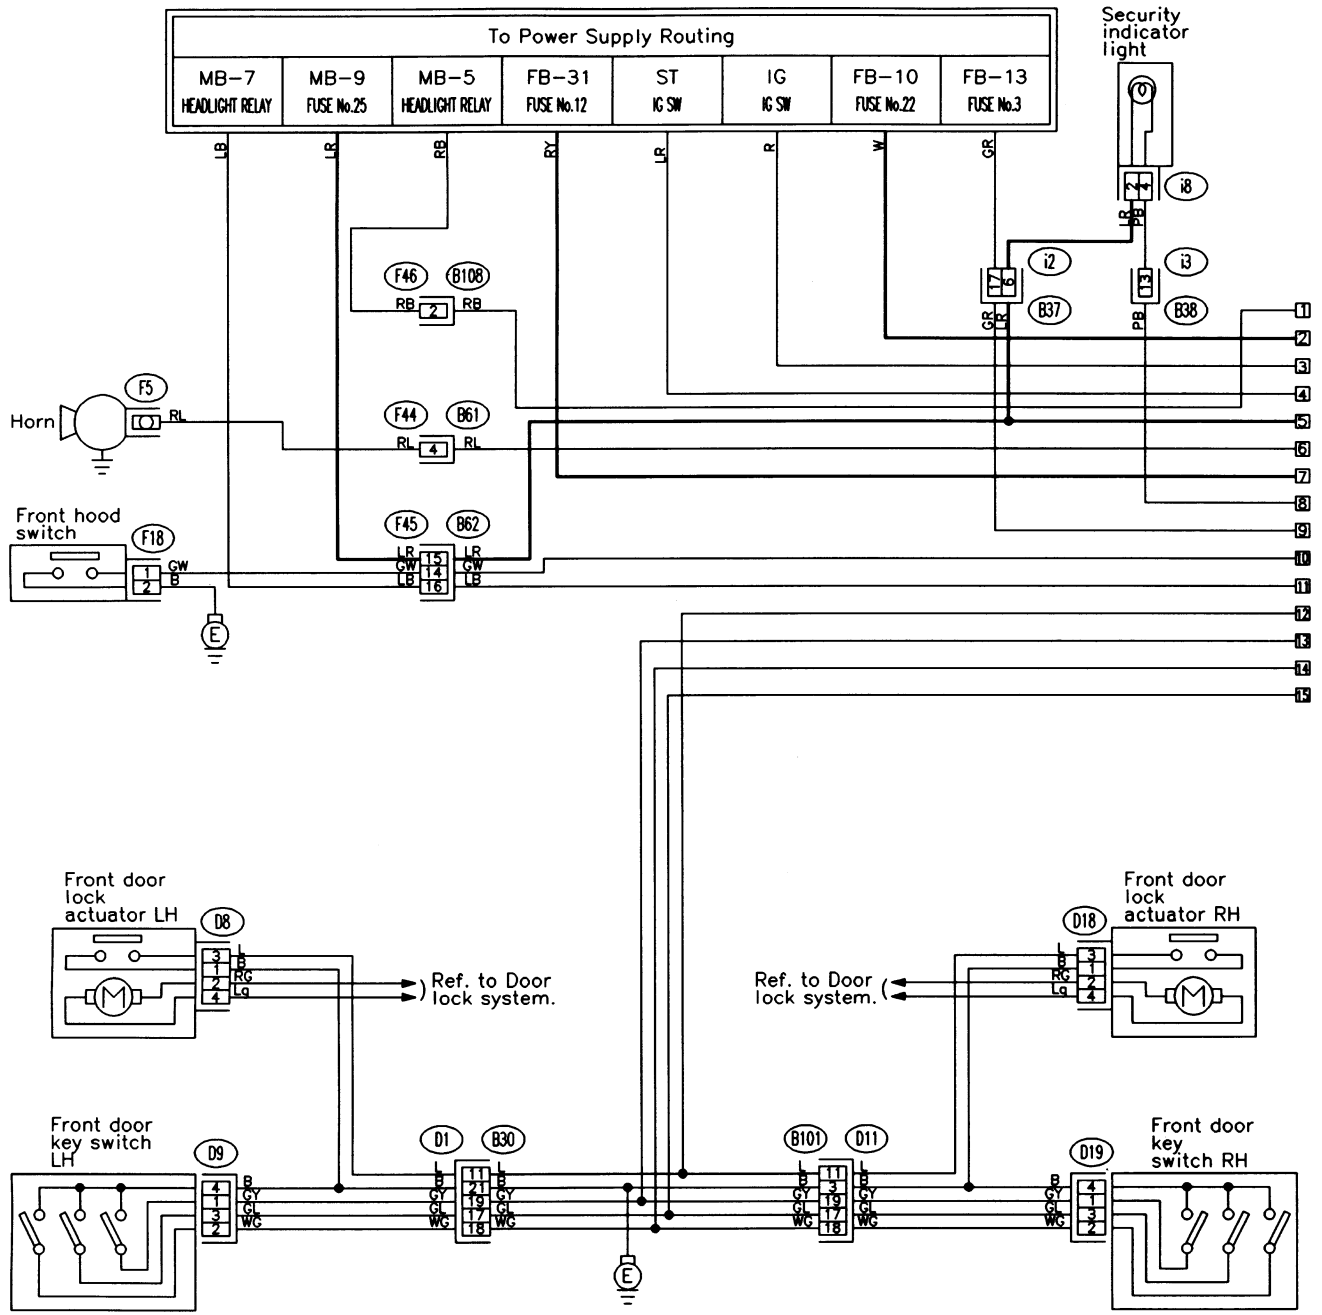 To Power Supply Routing
MB-7 MB-9 MB-5 FB-31 ST IG FB-10 FB-13
HEADLIGHT RELAY FUSE No.25 HEADLIGHT RELAY FUSE No.12 IG SW IG SW FUSE No.22 FUSE No.3
Security
indicator
light
LB LR RB RY LR R W GR
2 4
i8
LR PB
F46 B108
RB 2 RB
i2
17 6
B37
GR LR
i3
13
B38
PB
1
2
3
4
5
6
7
8
9
10
11
12
13
14
15
Horn
F5
RL
F44 B61
RL 4 RL
Front hood
switch
F18
1 GW
2 B
E
F45 B62
LR 15 LR
GW 14 GW
LB 16 LB
Front door
lock
actuator LH
D8
3 L
1 B
2 RG
4 Lg
M
Ref. to Door
lock system.
Ref. to Door
lock system.
Front door
lock
actuator RH
D18
L 3
B 1
RG 2
Lg 4
M
Front door
key switch
LH
D9
4 B
1 GY
3 GL
2 WG
D1 B30
L 11 L
B 21 B
GY 19 GY
GL 17 GL
WG 18 WG
E
B101 D11
L 11 L
B 3 B
GY 19 GY
GL 17 GL
WG 18 WG
Front door
key
switch RH
D19
B 4
GY 1
GL 3
WG 2